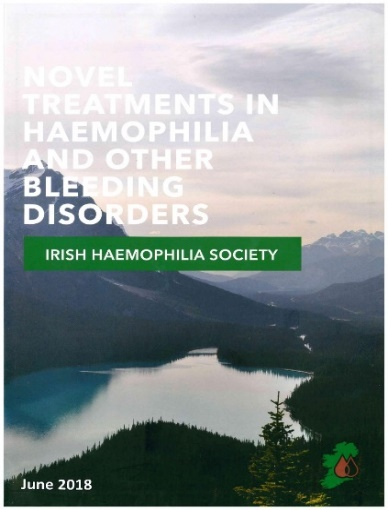 NOVEL
TREATMENTS IN
HAEMOPHILIA
AND OTHER
BLEEDING
DISORDERS
IRISH HAEMOPHILIA SOCIETY
June 2018